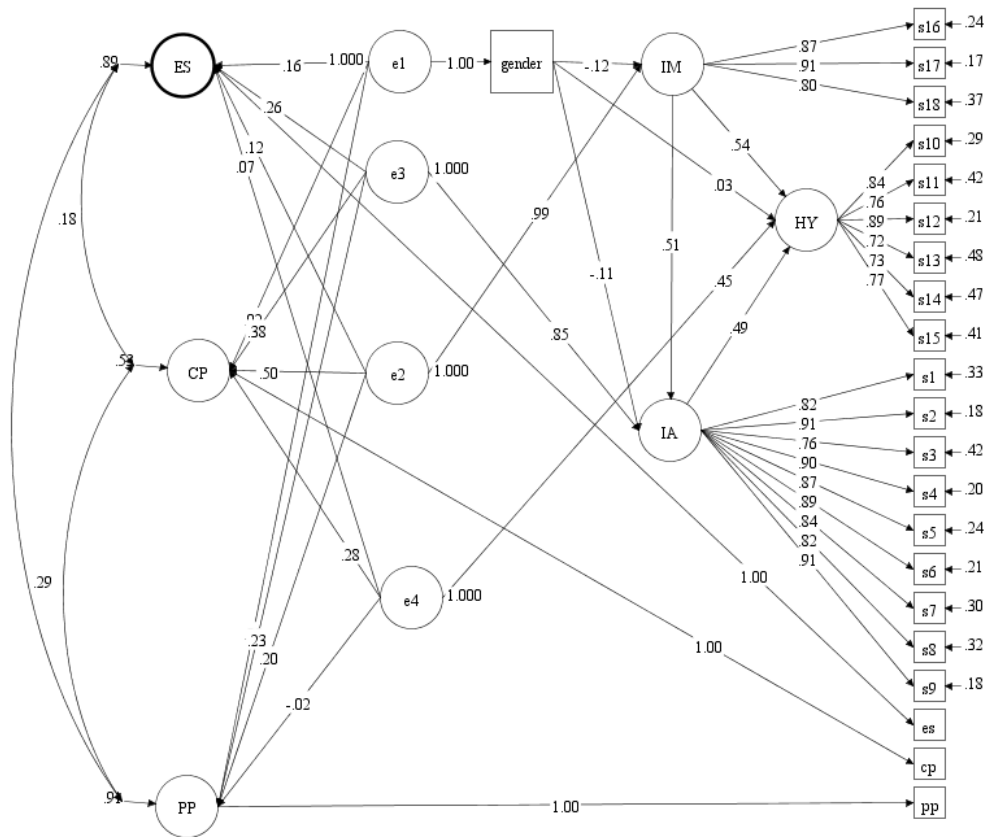 s16
.24
.87
.89
ES
.16
1.000
e1
1.00
gender
-.12
IM
.91
s17
.17
.80
s18
.37
.26
.54
s10
.29
.12
.07
e3
1.000
.03
.84
s11
.42
.76
.18
.99
HY
.89
s12
.21
.72
.51
.73
s13
.48
-.11
.45
.77
s14
.47
.38
.85
.49
s15
.41
.53
CP
.50
e2
1.000
s1
.33
.82
IA
.91
s2
.18
.76
s3
.42
.90
.87
s4
.20
.89
.84
s5
.24
.28
.82
.91
s6
.21
.29
1.00
e4
1.000
s7
.30
.23
1.00
s8
.32
.20
s9
.18
-.02
es
cp
.91
PP
1.00
pp